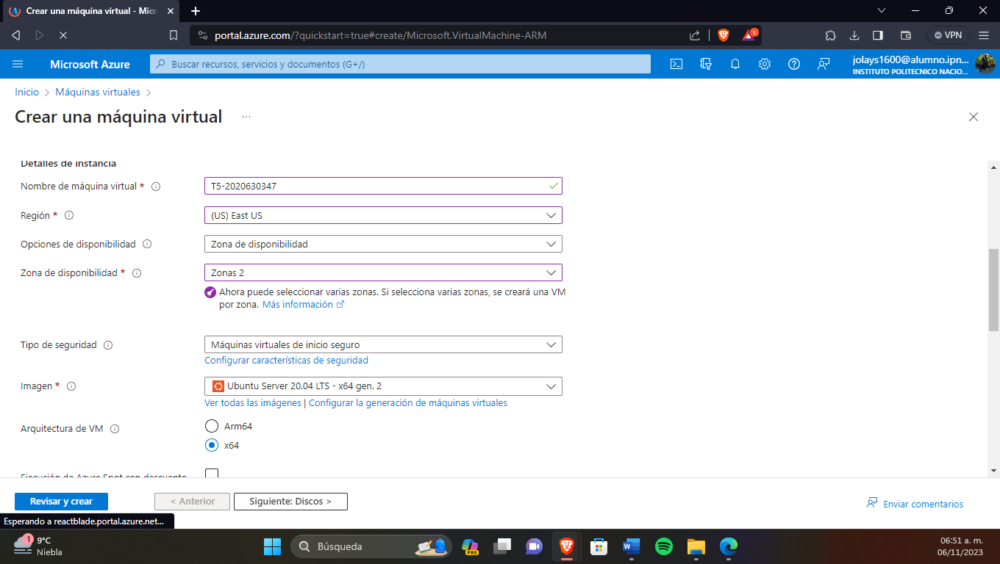 Crear una máquina virtual - Micr
portal.azure.com/?quickstart=true#create/Microsoft.VirtualMachine-ARM
1
VPN
Microsoft Azure
Buscar recursos, servicios y documentos (G+/)
jolays1600@alumno.ipn...
INSTITUTO POLITECNICO NACIO...
Inicio > Máquinas virtuales >
Crear una máquina virtual ...
Detalles de instancia
Nombre de máquina virtual *
T5-2020630347
Región *
(US) East US
Opciones de disponibilidad
Zona de disponibilidad
Zona de disponibilidad *
Zonas 2
Ahora puede seleccionar varias zonas. Si selecciona varias zonas, se creará una VM
por zona. Más información
Tipo de seguridad
Máquinas virtuales de inicio seguro
Configurar características de seguridad
Imagen *
Ubuntu Server 20.04 LTS - x64 gen. 2
Ver todas las imágenes | Configurar la generación de máquinas virtuales
Arquitectura de VM
Arm64
x64
Ejecución de Azure Spot con descuento
Revisar y crear
< Anterior
Siguiente: Discos >
Enviar comentarios
Esperando a reactblade.portal.azure.net...
1
9°C
Niebla
Búsqueda
PRE
06:51 a. m.
06/11/2023